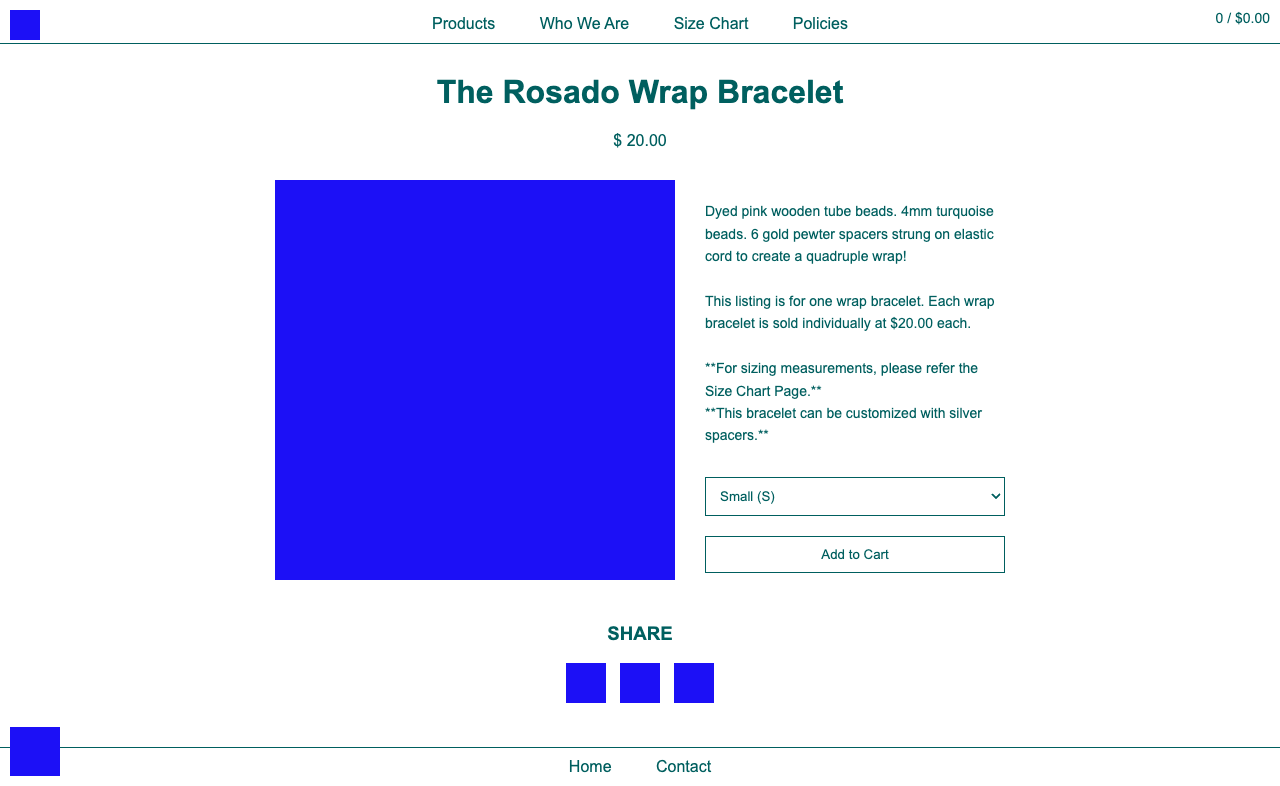 Products Who We Are Size Chart Policies
0 / $0.00
The Rosado Wrap Bracelet
$ 20.00
Dyed pink wooden tube beads. 4mm turquoise
beads. 6 gold pewter spacers strung on elastic
cord to create a quadruple wrap!
This listing is for one wrap bracelet. Each wrap
bracelet is sold individually at $20.00 each.
**For sizing measurements, please refer the
Size Chart Page.**
**This bracelet can be customized with silver
spacers.**
Small (S)
Add to Cart
SHARE
Home Contact